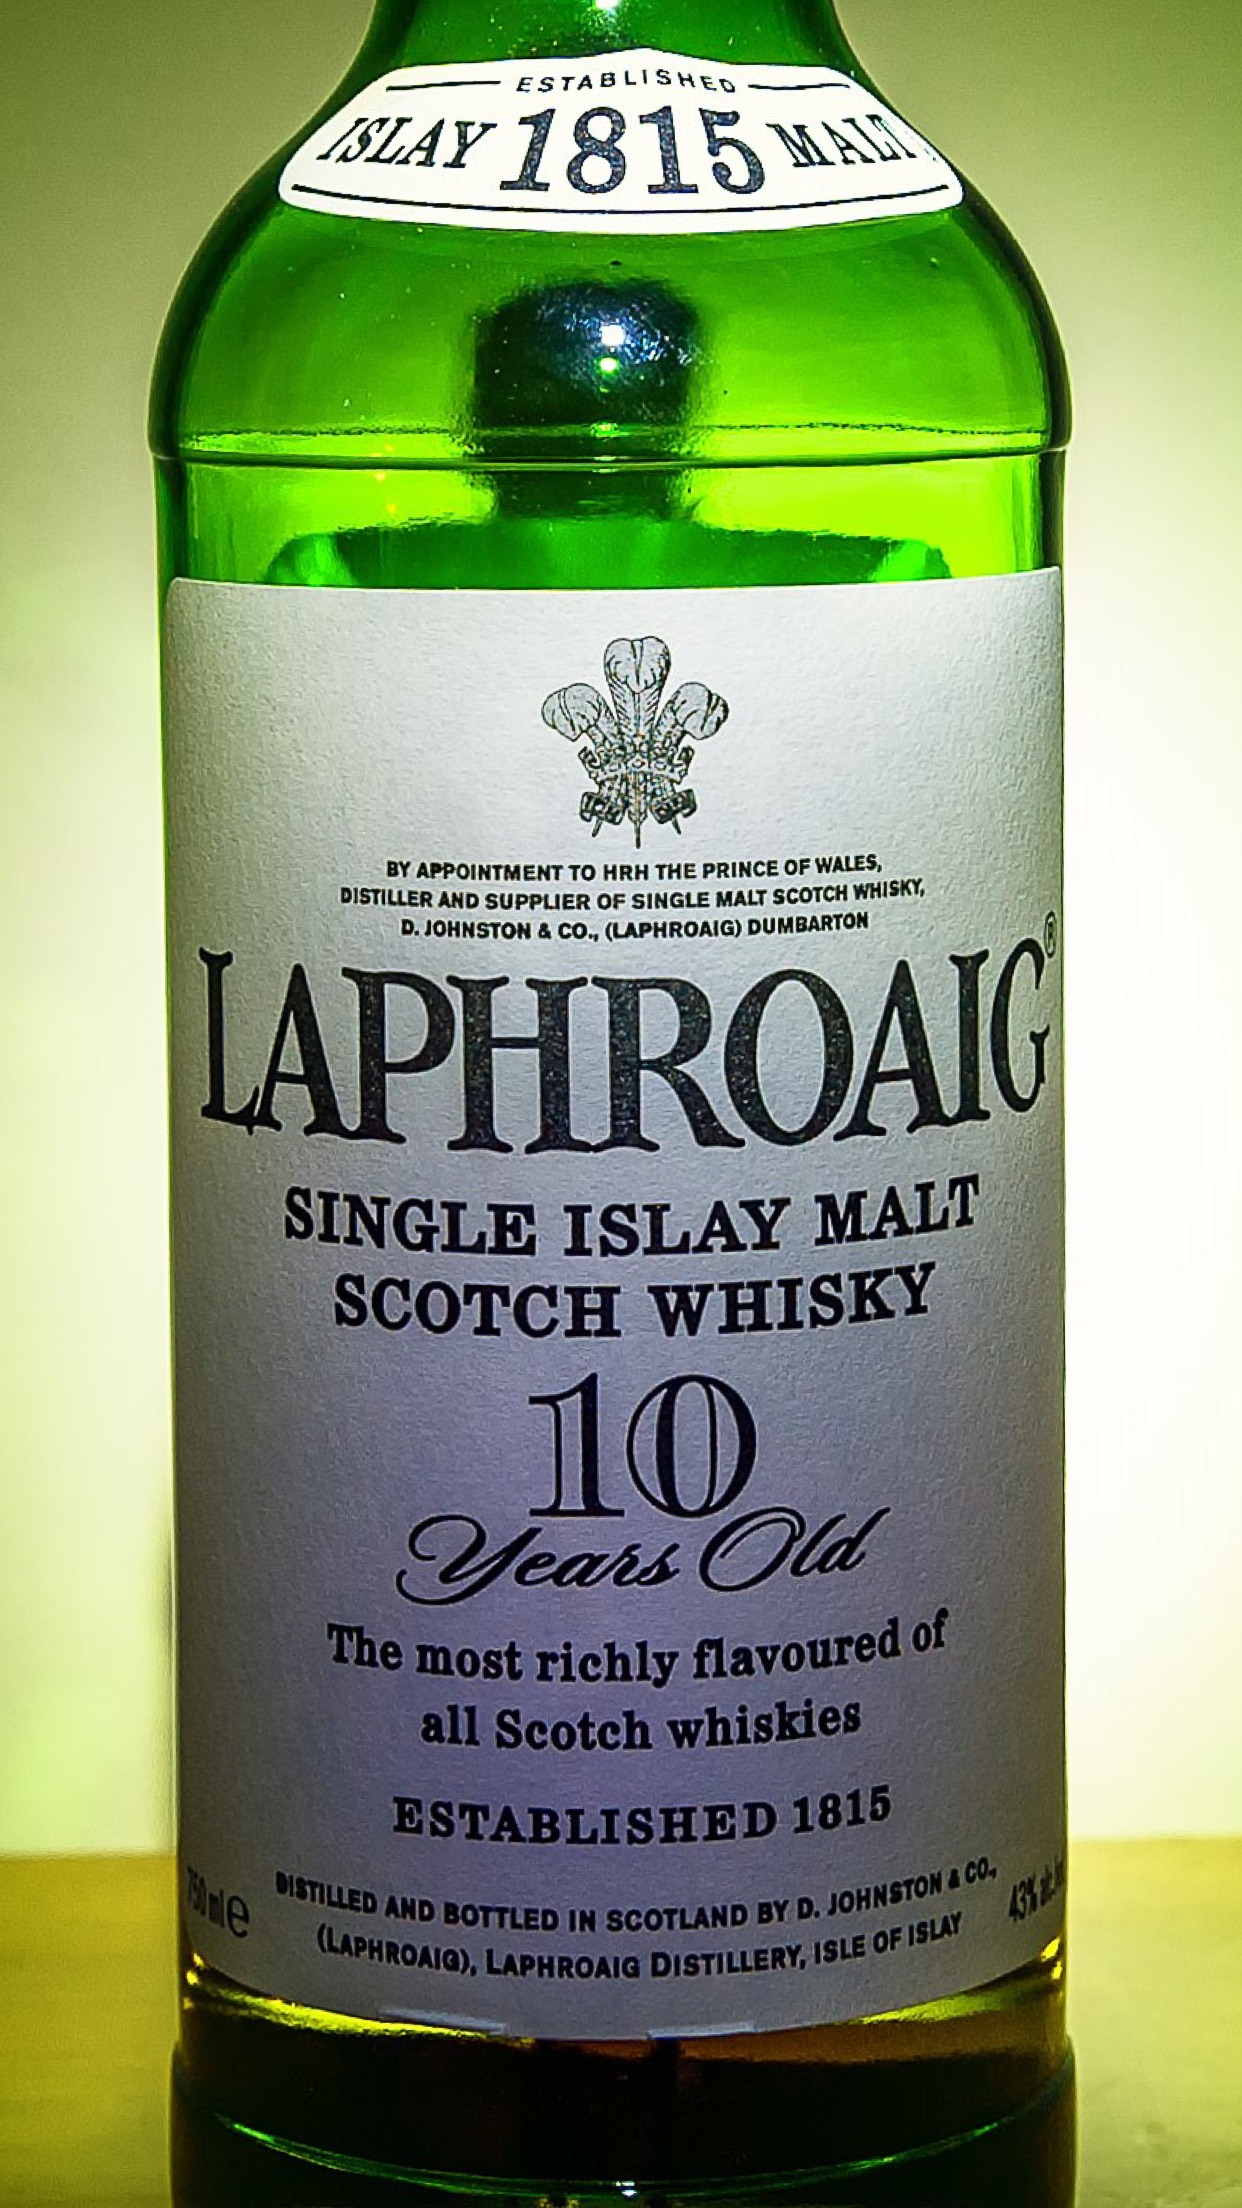 ESTABLISHED
ISLAY 1815 MALT
BY APPOINTMENT TO HRH THE PRINCE OF WALES,
DISTILLER AND SUPPLIER OF SINGLE MALT SCOTCH WHISKY,
D. JOHNSTON & CO., (LAPHROAIG) DUMBARTON
LAPHROAIG®
SINGLE ISLAY MALT
SCOTCH WHISKY
10
Years Old
The most richly flavoured of
all Scotch whiskies
ESTABLISHED 1815
750 ml e
DISTILLED AND BOTTLED IN SCOTLAND BY D. JOHNSTON & CO.,
(LAPHROAIG), LAPHROAIG DISTILLERY, ISLE OF ISLAY
43% alc.